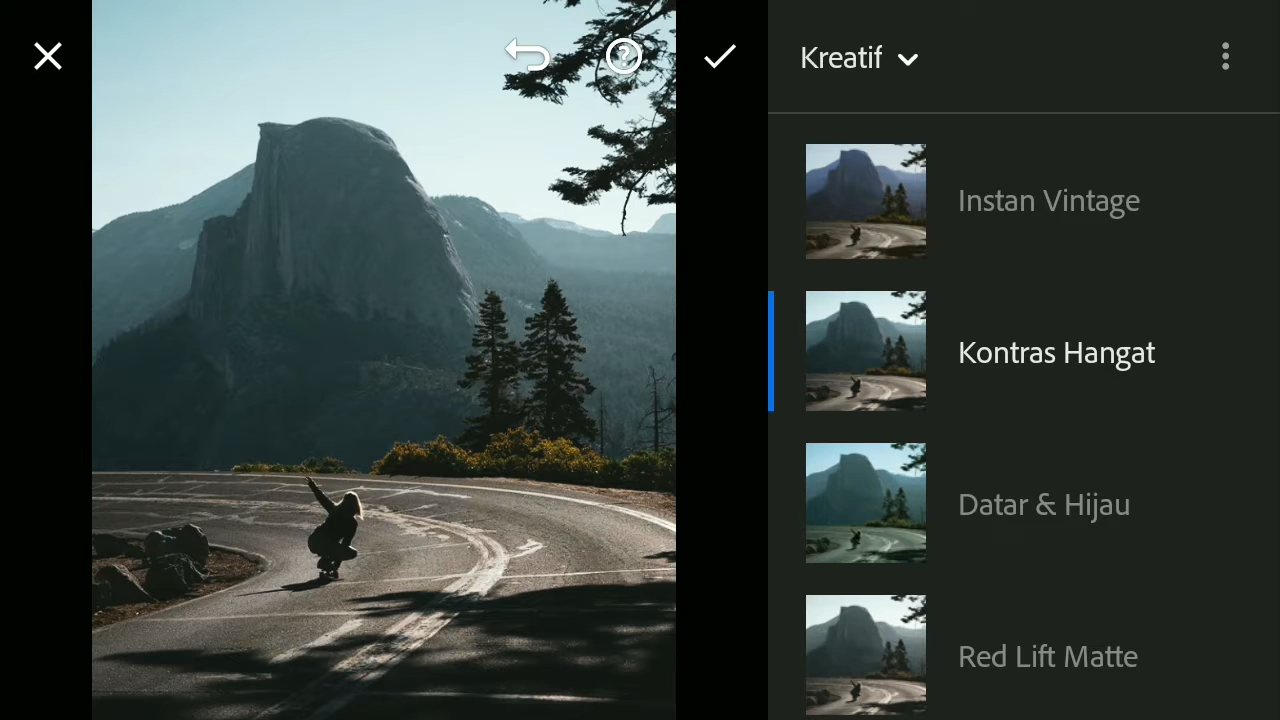 Kreatif
Instan Vintage
Kontras Hangat
Datar & Hijau
Red Lift Matte